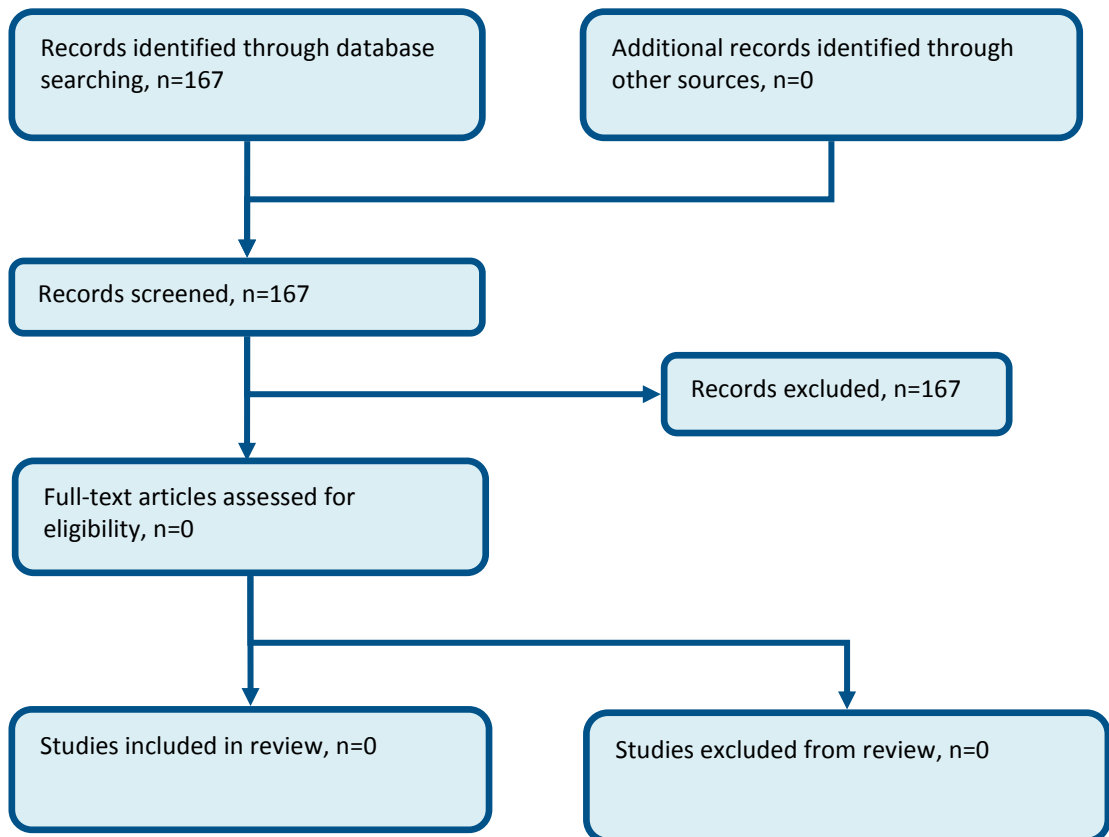 Records identified through database
searching, n=167
Additional records identified through
other sources, n=0
Records screened, n=167
Records excluded, n=167
Full-text articles assessed for
eligibility, n=0
Studies included in review, n=0
Studies excluded from review, n=0